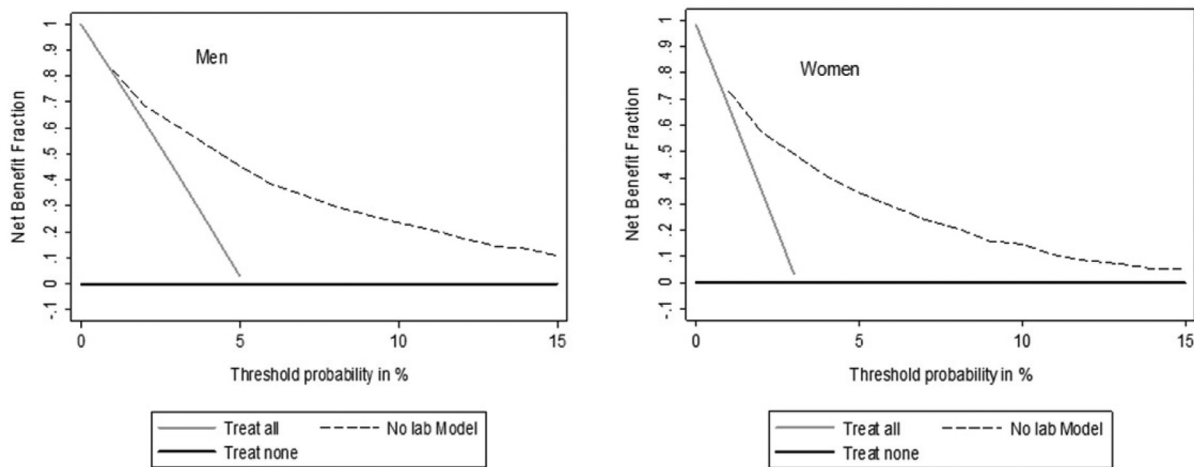 Men
Net Benefit Fraction
1
.9
.8
.7
.6
.5
.4
.3
.2
.1
0
-.1
0 5 10 15
Threshold probability in %
Treat all No lab Model
Treat none
Women
Net Benefit Fraction
1
.9
.8
.7
.6
.5
.4
.3
.2
.1
0
-.1
0 5 10 15
Threshold probability in %
Treat all No lab Model
Treat none